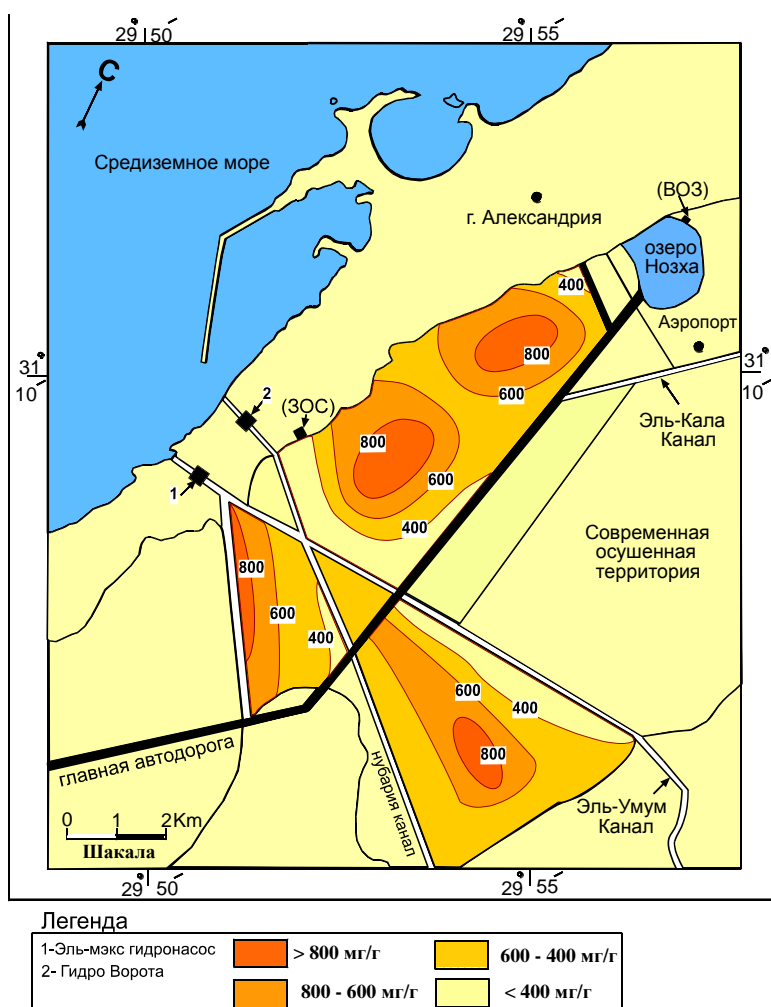 29° 50
29° 55
С
Средиземное море
(ВОЗ)
г. Александрия
озеро
Нозха
400
Аэропорт
800
31°
10
31°
10
600
2
(ЗОС)
Эль-Кала
Канал
800
600
1
400
Современная
осушенная
территория
800
600
400
600
400
800
главная автодорога
нубария канал
Эль-Умум
Канал
0 1 2Km
Шакала
29° 50
29° 55
Легенда
1-Эль-мэкс гидронасос
2- Гидро Ворота
> 800 мг/г
600 - 400 мг/г
800 - 600 мг/г
< 400 мг/г